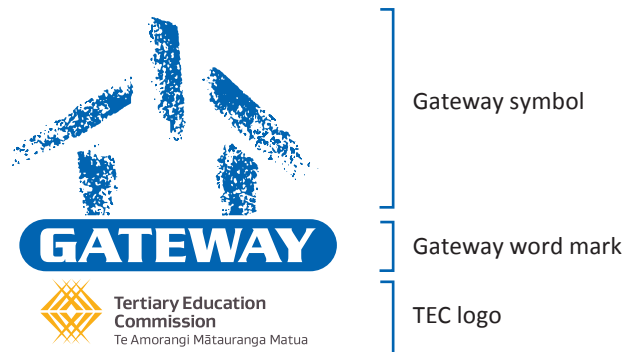 Gateway symbol
GATEWAY
Gateway word mark
Tertiary Education
Commission
Te Amorangi Mātauranga Matua
TEC logo